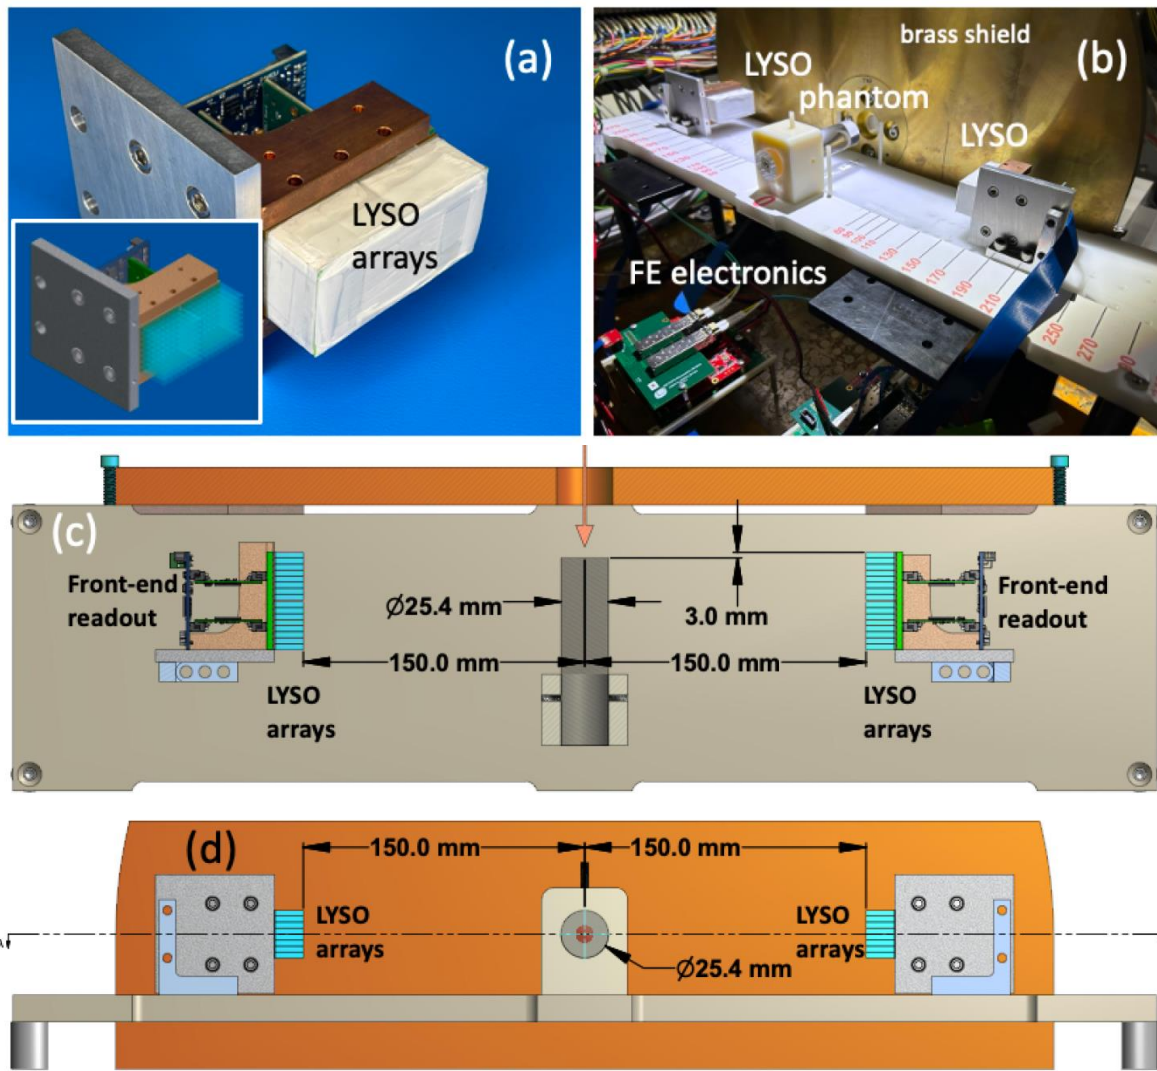 (a)
LYSO
arrays
(b)
brass shield
LYSO
phantom
LYSO
FE electronics
0
110
130
150
170
190
210
250
270
(c)
Front-end
readout
Ø25.4 mm
3.0 mm
Front-end
readout
150.0 mm
150.0 mm
LYSO
arrays
LYSO
arrays
(d)
150.0 mm
150.0 mm
LYSO
arrays
LYSO
arrays
Ø25.4 mm
A